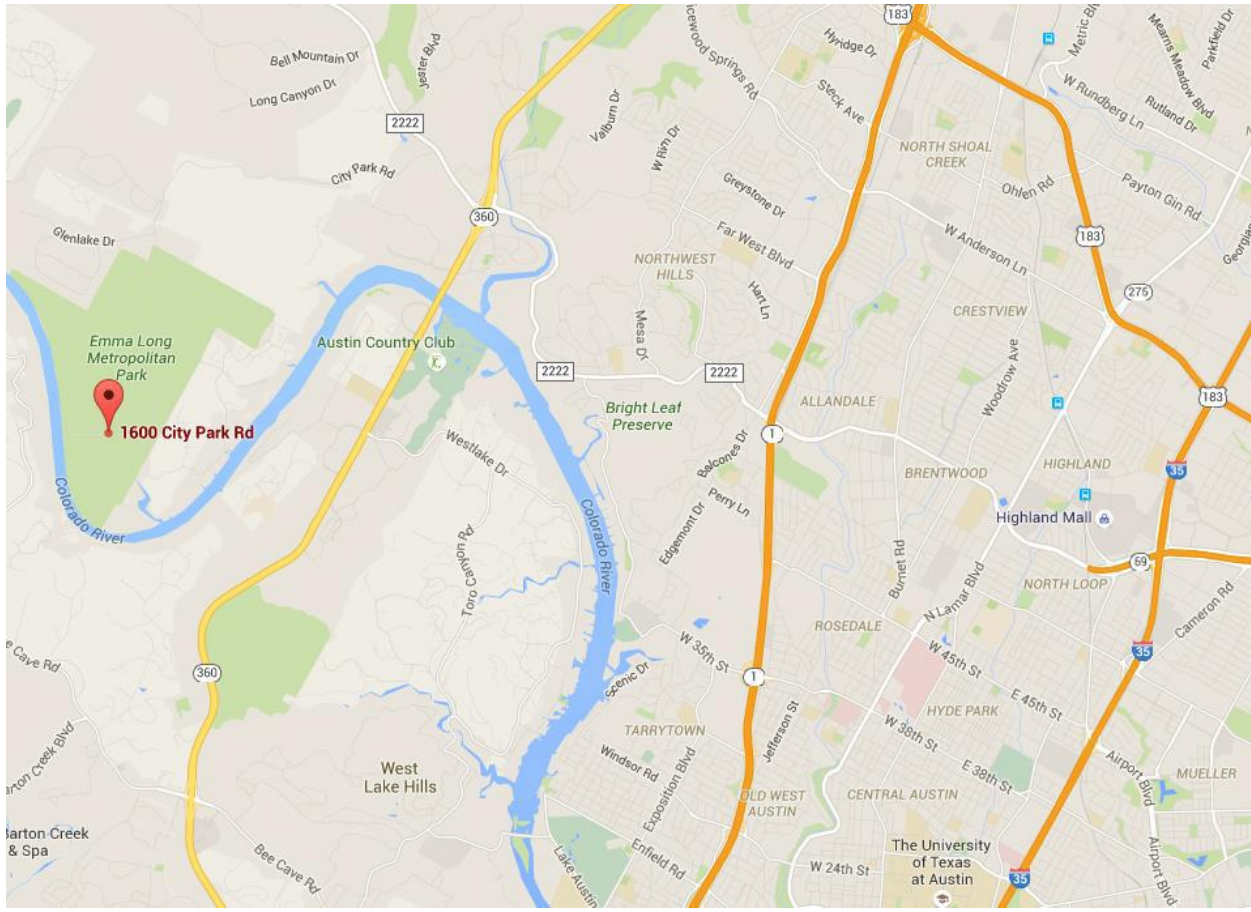 183
Hyridge Dr
Metric Blv
Mearns
Meadow Blvd
Parkfield Dr
Bell Mountain Dr
Jester Blvd
icewood Springs Rd
Long Canyon Dr
Steck Ave
W Rundberg Ln
Rutland Dr
2222
Valburn Dr
W Rim Dr
NORTH SHOAL
CREEK
City Park Rd
Greystone Dr
Ohlen Rd
Payton Gin Rd
360
Far West Blvd
W Anderson Ln
183
Georgian
Glenlake Dr
NORTHWEST
HILLS
Hart Ln
275
CRESTVIEW
Emma Long
Metropolitan
Park
Austin Country Club
Mesa Dr
Woodrow Ave
2222
2222
183
1600 City Park Rd
Bright Leaf
Preserve
ALLANDALE
1
Westlake Dr
Balcones Dr
BRENTWOOD
HIGHLAND
35
Colorado River
Perry Ln
Highland Mall
Edgemont Dr
Toro Canyon Rd
Colorado River
Burnet Rd
N Lamar Blvd
69
NORTH LOOP
Cameron Rd
ROSEDALE
e Cave Rd
360
W 35th St
W 45th St
35
Scenic Dr
1
E 45th St
HYDE PARK
TARRYTOWN
Jefferson St
W 38th St
arton Creek Blvd
Windsor Rd
Exposition Blvd
E 38th St
Airport Blvd
MUELLER
West
Lake Hills
OLD WEST
AUSTIN
CENTRAL AUSTIN
Barton Creek
& Spa
Bee Cave Rd
Lake Austin
Enfield Rd
W 24th St
The University
of Texas
at Austin
35
Airport Blvd